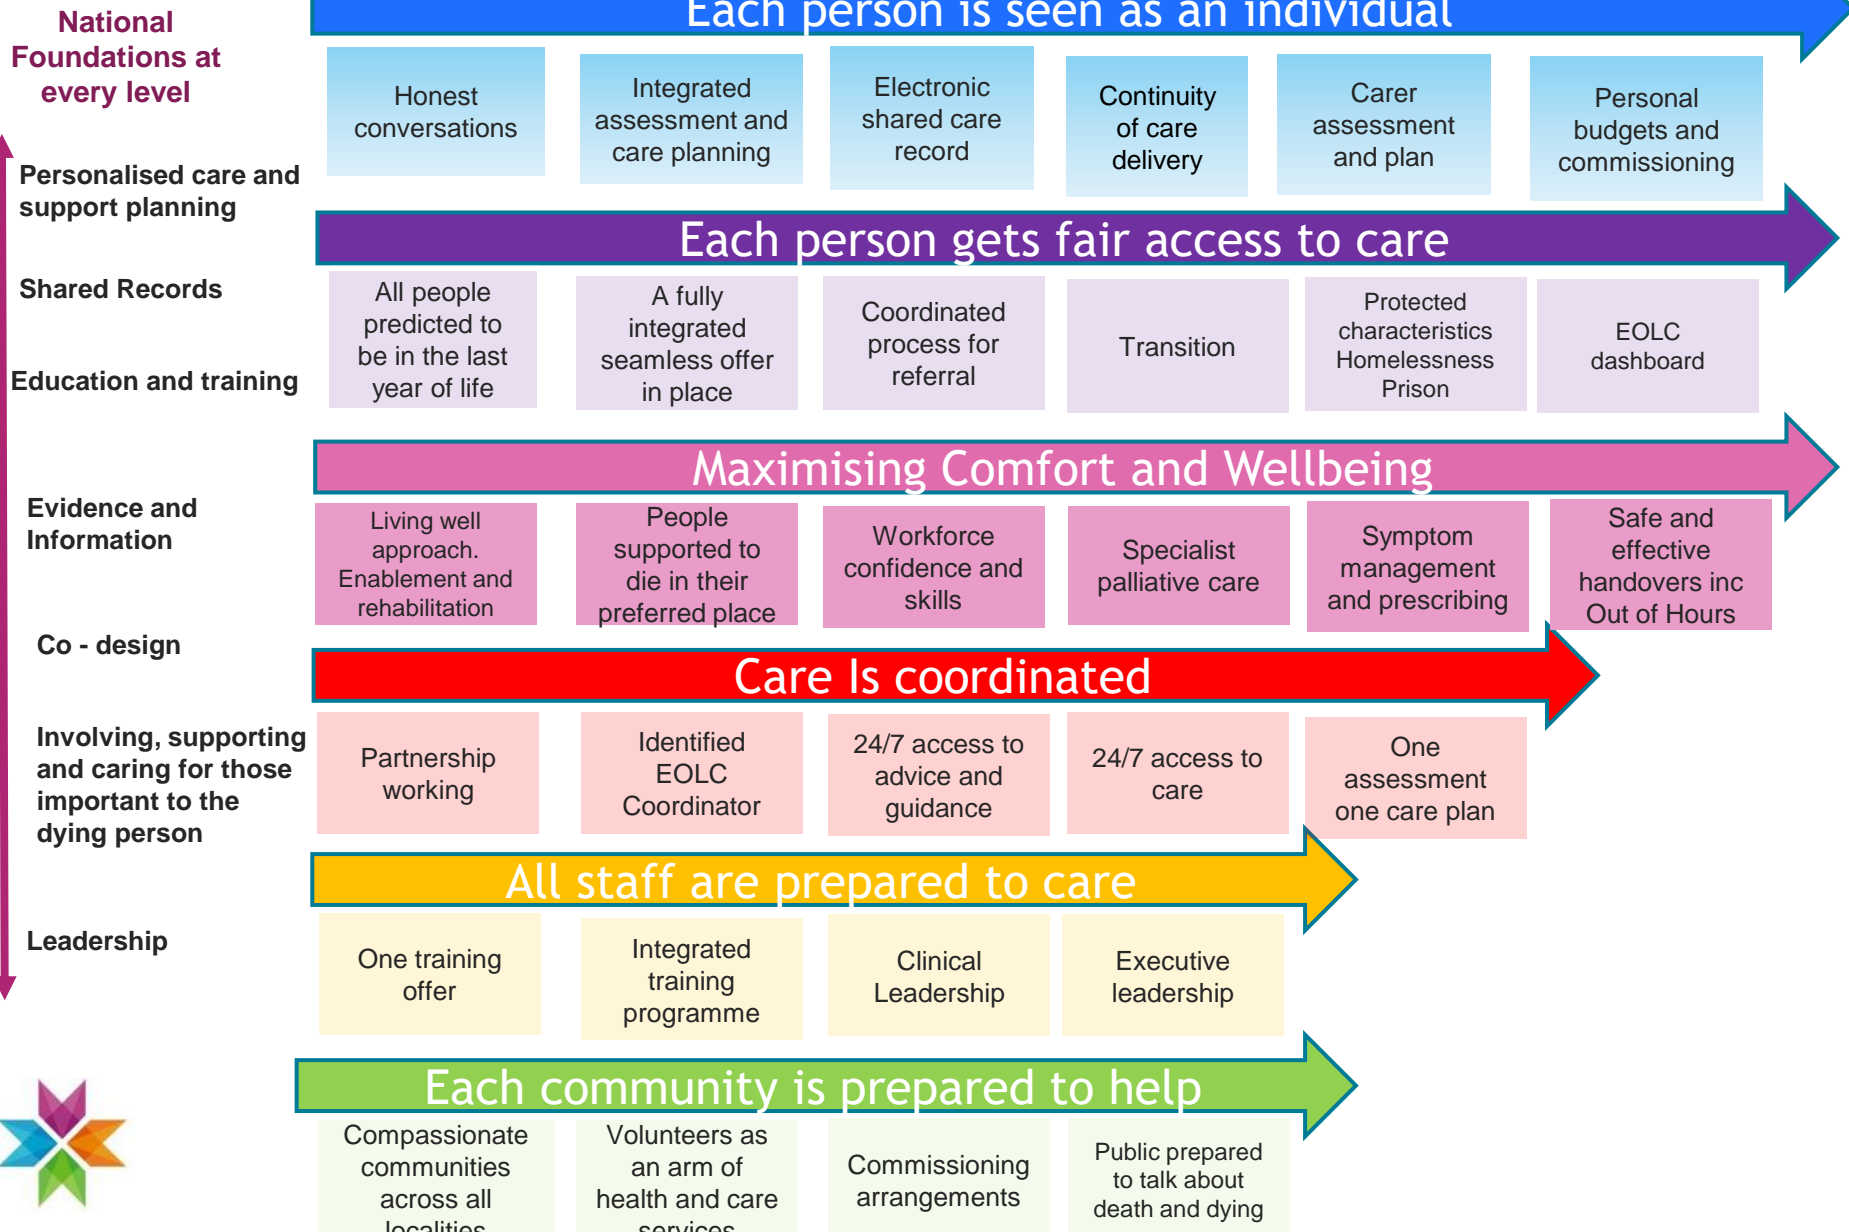 National
Foundations at
every level
Each person is seen as an individual
Honest
conversations
Integrated
assessment and
care planning
Electronic
shared care
record
Continuity
of care
delivery
Carer
assessment
and plan
Personal
budgets and
commissioning
Personalised care and
support planning
Each person gets fair access to care
Shared Records
All people
predicted to
be in the last
year of life
A fully
integrated
seamless offer
in place
Coordinated
process for
referral
Transition
Protected
characteristics
Homelessness
Prison
EOLC
dashboard
Education and training
Maximising Comfort and Wellbeing
Evidence and
Information
Living well
approach.
Enablement and
rehabilitation
People
supported to
die in their
preferred place
Workforce
confidence and
skills
Specialist
palliative care
Symptom
management
and prescribing
Safe and
effective
handovers inc
Out of Hours
Co - design
Care Is coordinated
Involving, supporting
and caring for those
important to the
dying person
Partnership
working
Identified
EOLC
Coordinator
24/7 access to
advice and
guidance
24/7 access to
care
One
assessment
one care plan
All staff are prepared to care
Leadership
One training
offer
Integrated
training
programme
Clinical
Leadership
Executive
leadership
Each community is prepared to help
Compassionate
communities
across all
localities
Volunteers as
an arm of
health and care
services
Commissioning
arrangements
Public prepared
to talk about
death and dying